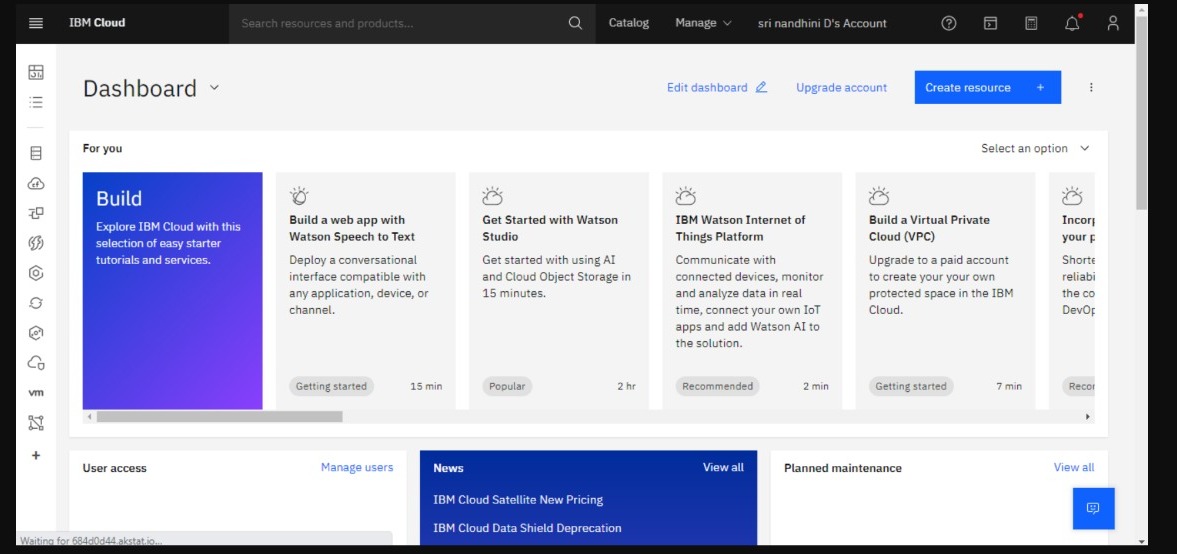 IBM Cloud
Search resources and products...
Catalog
Manage
sri nandhini D's Account
Dashboard
Edit dashboard
Upgrade account
Create resource +
For you
Select an option
Build
Explore IBM Cloud with this
selection of easy starter
tutorials and services.
Build a web app with
Watson Speech to Text
Deploy a conversational
interface compatible with
any application, device, or
channel.
Getting started
15 min
Get Started with Watson
Studio
Get started with using AI
and Cloud Object Storage in
15 minutes.
Popular
2 hr
IBM Watson Internet of
Things Platform
Communicate with
connected devices, monitor
and analyze data in real
time, connect your own IoT
apps and add Watson AI to
the solution.
Recommended
2 min
Build a Virtual Private
Cloud (VPC)
Upgrade to a paid account
to create your your own
protected space in the IBM
Cloud.
Getting started
7 min
Incorp
your p
Shorte
reliabi
the co
DevOp
Recor
vm
User access
Manage users
News
View all
IBM Cloud Satellite New Pricing
IBM Cloud Data Shield Deprecation
Planned maintenance
View all
Waiting for 684d0d44.akstat.io...